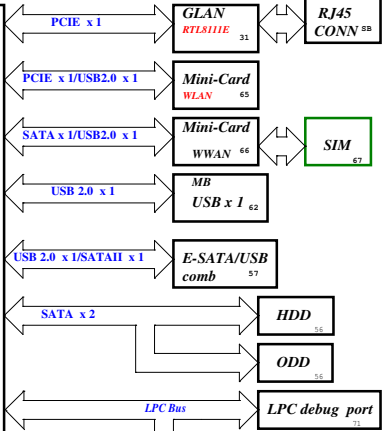 PCIE x 1
GLAN
RTL8111E
31
RJ45
CONN SB
PCIE x 1/USB2.0 x 1
Mini-Card
WLAN 65
SATA x 1/USB2.0 x 1
Mini-Card
WWAN 66
SIM
67
USB 2.0 x 1
MB
USB x 1 62
USB 2.0 x 1/SATAII x 1
E-SATA/USB
comb 57
SATA x 2
HDD
56
ODD
56
LPC Bus
LPC debug port
71